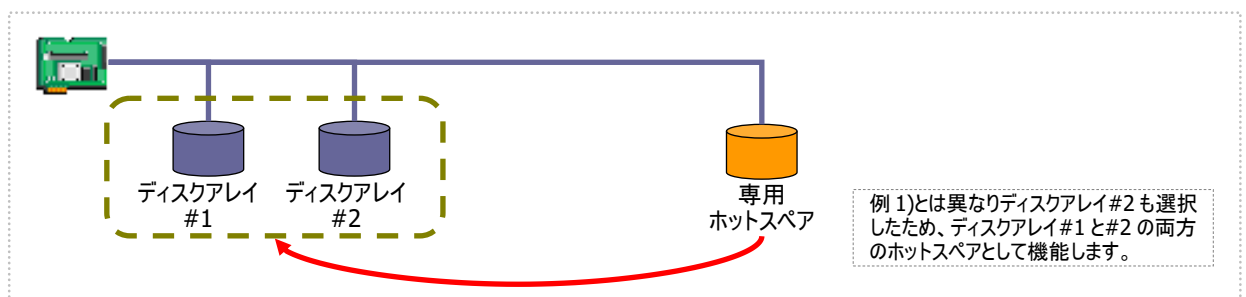 ディスクアレイ
#1
ディスクアレイ
#2
専用
ホットスペア
例 1)とは異なりディスクアレイ#2 も選択
したため、ディスクアレイ#1 と#2 の両方
のホットスペアとして機能します。